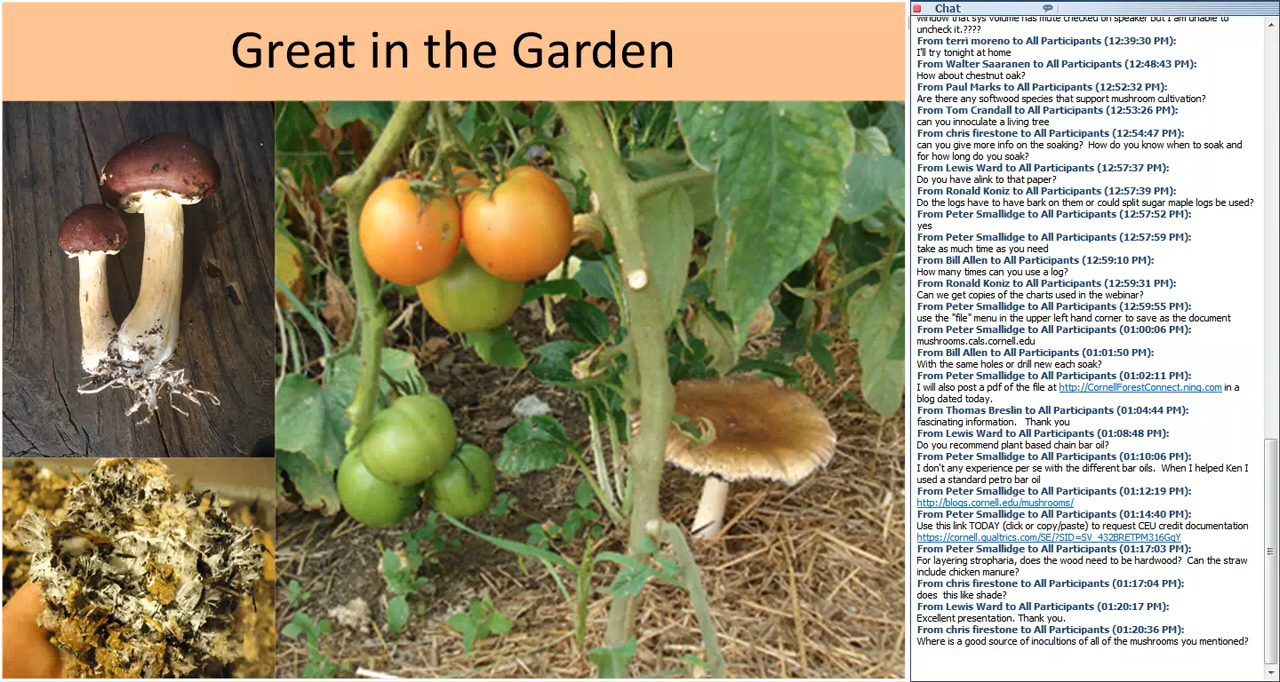 Great in the Garden
Chat
window that sys volume has mute checked on speaker but I am unable to
uncheck it.????
From terri moreno to All Participants (12:39:30 PM):
I'll try tonight at home
From Walter Saaranen to All Participants (12:48:43 PM):
How about chestnut oak?
From Paul Marks to All Participants (12:52:32 PM):
Are there any softwood species that support mushroom cultivation?
From Tom Crandall to All Participants (12:53:26 PM):
can you innoculate a living tree
From chris firestone to All Participants (12:54:47 PM):
can you give more info on the soaking? How do you know when to soak and
for how long do you soak?
From Lewis Ward to All Participants (12:57:37 PM):
Do you have alink to that paper?
From Ronald Koniz to All Participants (12:57:39 PM):
Do the logs have to have bark on them or could split sugar maple logs be used?
From Peter Smallidge to All Participants (12:57:52 PM):
yes
From Peter Smallidge to All Participants (12:57:59 PM):
take as much time as you need
From Bill Allen to All Participants (12:59:10 PM):
How many times can you use a log?
From Ronald Koniz to All Participants (12:59:31 PM):
Can we get copies of the charts used in the webinar?
From Peter Smallidge to All Participants (12:59:55 PM):
use the "file" menu in the upper left hand corner to save as the document
From Peter Smallidge to All Participants (01:00:06 PM):
mushrooms.cals.cornell.edu
From Bill Allen to All Participants (01:01:50 PM):
With the same holes or drill new each soak?
From Peter Smallidge to All Participants (01:02:11 PM):
I will also post a pdf of the file at http://CornellForestConnect.ning.com in a
blog dated today.
From Thomas Breslin to All Participants (01:04:44 PM):
fascinating information. Thank you
From Lewis Ward to All Participants (01:08:48 PM):
Do you recommend plant based chain bar oil?
From Peter Smallidge to All Participants (01:10:06 PM):
I don't any experience per se with the different bar oils. When I helped Ken I
used a standard petro bar oil
From Peter Smallidge to All Participants (01:12:19 PM):
http://blogs.cornell.edu/mushrooms/
From Peter Smallidge to All Participants (01:14:40 PM):
Use this link TODAY (click or copy/paste) to request CEU credit documentation
https://cornell.qualtrics.com/SE/?SID=SV_432BRETPM316GqY
From Peter Smallidge to All Participants (01:17:03 PM):
For layering stropharia, does the wood need to be hardwood? Can the straw
include chicken manure?
From chris firestone to All Participants (01:17:04 PM):
does this like shade?
From Lewis Ward to All Participants (01:20:17 PM):
Excellent presentation. Thank you.
From chris firestone to All Participants (01:20:36 PM):
Where is a good source of inocultions of all of the mushrooms you mentioned?